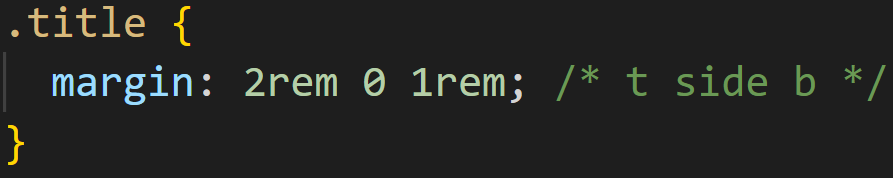 .title {
  margin: 2rem 0 1rem; /* t side b */
}